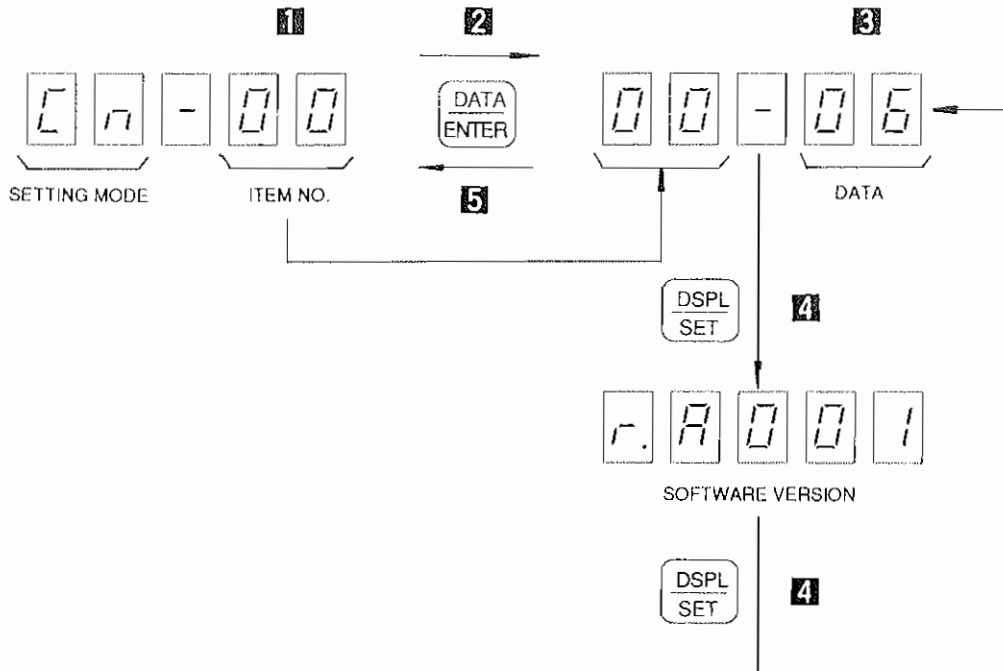 1 2 3
Cn-00 DATA ENTER 00-06
SETTING MODE ITEM NO. 5 DATA
DSPL SET 4
r.A001
SOFTWARE VERSION
DSPL SET 4